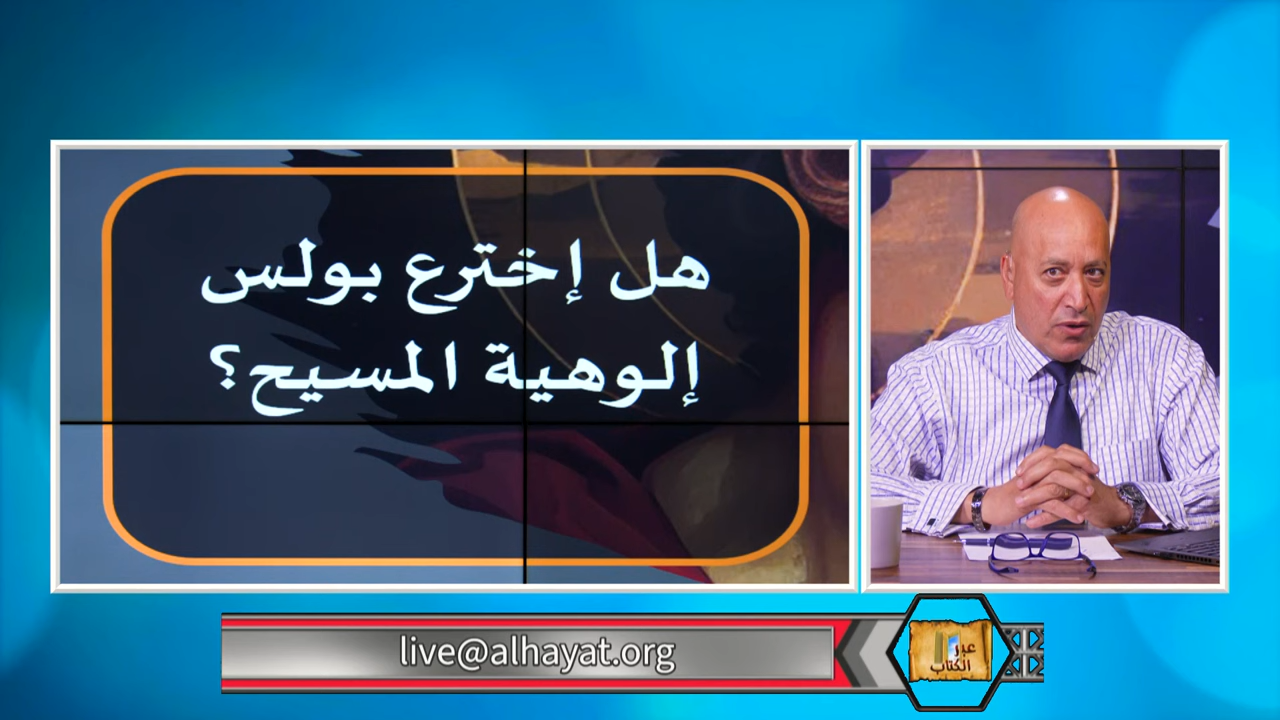 هل إخترع بولس
إلوهية المسيح؟
live@alhayat.org
عبر
الكتاب